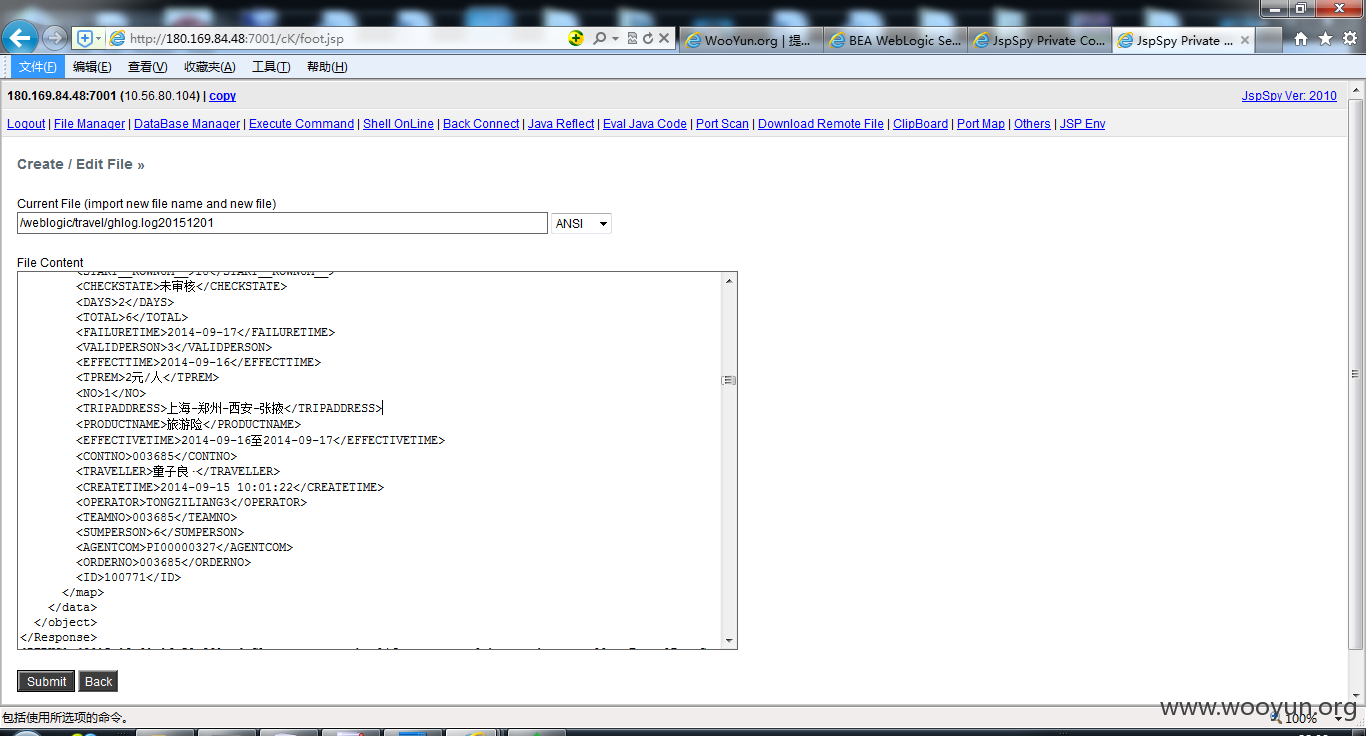 http://180.169.84.48:7001/cK/foot.jsp
WooYun.org | 提...
BEA WebLogic Se...
JspSpy Private Co...
JspSpy Private ...
文件(F) 编辑(E) 查看(V) 收藏夹(A) 工具(T) 帮助(H)
180.169.84.48:7001 (10.56.80.104) | copy
JspSpy Ver: 2010
Logout | File Manager | DataBase Manager | Execute Command | Shell OnLine | Back Connect | Java Reflect | Eval Java Code | Port Scan | Download Remote File | ClipBoard | Port Map | Others | JSP Env
Create / Edit File »
Current File (import new file name and new file)
/weblogic/travel/ghlog.log20151201
ANSI
File Content
<CHECKSTATE>未审核</CHECKSTATE>
<DAYS>2</DAYS>
<TOTAL>6</TOTAL>
<FAILURETIME>2014-09-17</FAILURETIME>
<VALIDPERSON>3</VALIDPERSON>
<EFFECTTIME>2014-09-16</EFFECTTIME>
<TPREM>2元/人</TPREM>
<NO>1</NO>
<TRIPADDRESS>上海-郑州-西安-张掖</TRIPADDRESS>
<PRODUCTNAME>旅游险</PRODUCTNAME>
<EFFECTIVETIME>2014-09-16至2014-09-17</EFFECTIVETIME>
<CONTNO>003685</CONTNO>
<TRAVELLER>童子良·</TRAVELLER>
<CREATETIME>2014-09-15 10:01:22</CREATETIME>
<OPERATOR>TONGZILIANG3</OPERATOR>
<TEAMNO>003685</TEAMNO>
<SUMPERSON>6</SUMPERSON>
<AGENTCOM>PI00000327</AGENTCOM>
<ORDERNO>003685</ORDERNO>
<ID>100771</ID>
</map>
</data>
</object>
</Response>
Submit Back
包括使用所选项的命令。
100%
www.wooyun.org